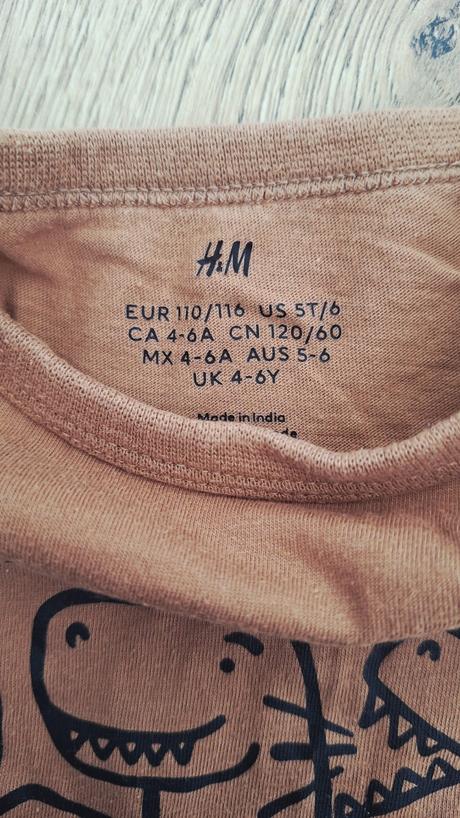 H&M
EUR 110/116 US 5T/6
CA 4-6A CN 120/60
MX 4-6A AUS 5-6
UK 4-6Y
Made in India